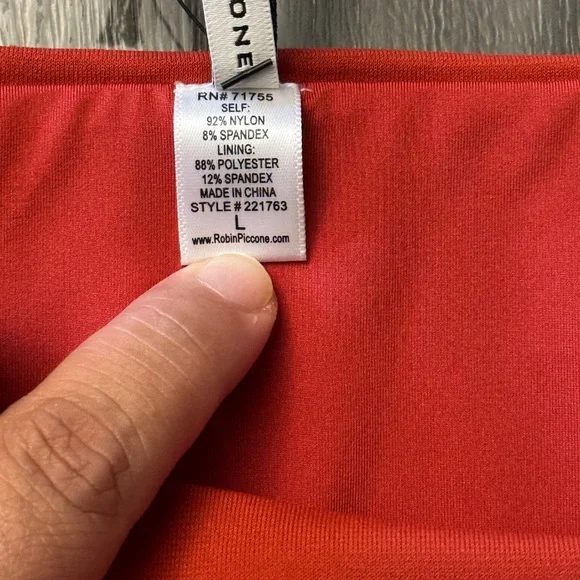 ONE
RN# 71755
SELF:
92% NYLON
8% SPANDEX
LINING:
88% POLYESTER
12% SPANDEX
MADE IN CHINA
STYLE # 221763
L
www.RobinPiccone.com